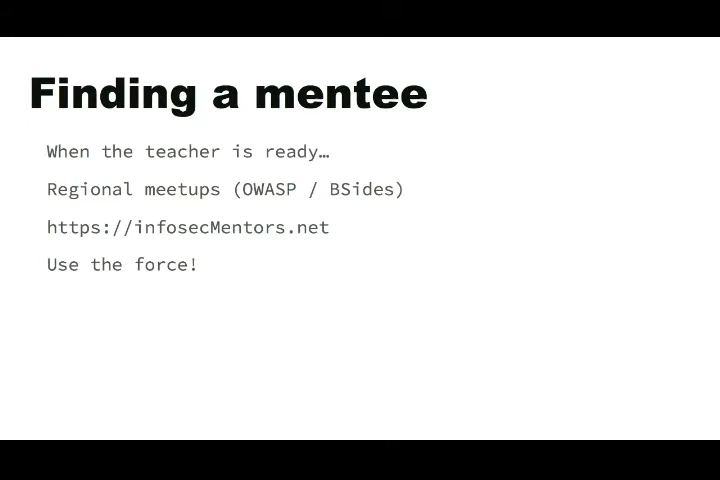 Finding a mentee
When the teacher is ready…
Regional meetups (OWASP / BSides)
https://infosecMentors.net
Use the force!